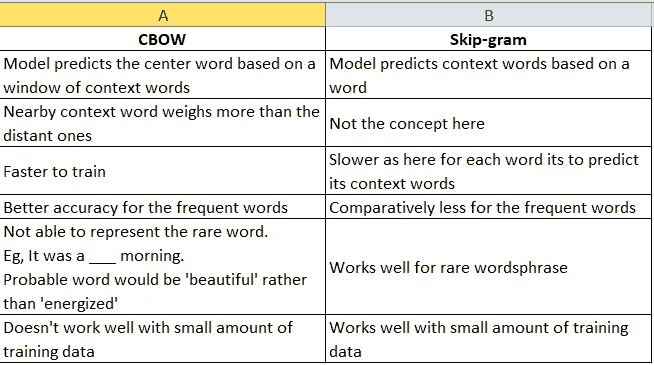 A
B
CBOW
Skip-gram
Model predicts the center word based on a
window of context words
Model predicts context words based on a
word
Nearby context word weighs more than the
distant ones
Not the concept here
Faster to train
Slower as here for each word its to predict
its context words
Better accuracy for the frequent words
Comparatively less for the frequent words
Not able to represent the rare word.
Eg, It was a ___ morning.
Probable word would be 'beautiful' rather
than 'energized'
Works well for rare wordsphrase
Doesn't work well with small amount of
training data
Works well with small amount of training
data